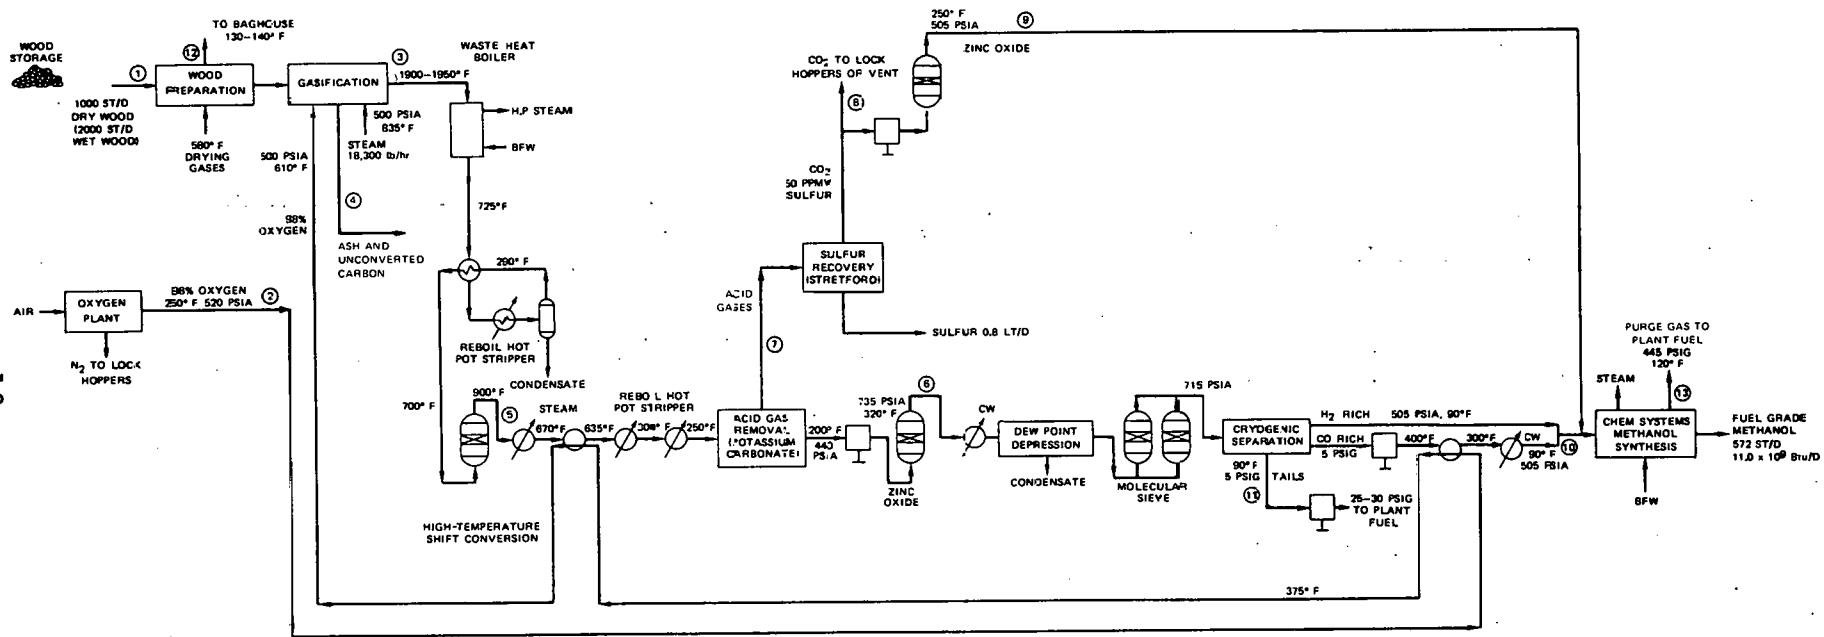 TO BAGHOUSE
130–140° F
WOOD
STORAGE
1
12
WOOD
PREPARATION
1000 ST/D
DRY WOOD
(2000 ST/D
WET WOOD)
580° F
DRYING
GASES
GASIFICATION
3
1900–1950° F
WASTE HEAT
BOILER
H.P STEAM
BFW
500 PSIA
835° F
STEAM
18,300 lb/hr
500 PSIA
610° F
4
98%
OXYGEN
ASH AND
UNCONVERTED
CARBON
725°F
290° F
REBOIL HOT
POT STRIPPER
CONDENSATE
AIR
OXYGEN
PLANT
98% OXYGEN
250° F 520 PSIA
2
N2 TO LOCK
HOPPERS
700° F
900° F
5
STEAM
670°F
635°F
REBOIL HOT
POT STRIPPER
308° F
250°F
HIGH-TEMPERATURE
SHIFT CONVERSION
ACID GAS
REMOVAL
(POTASSIUM
CARBONATE)
ACID
GASES
7
SULFUR
RECOVERY
(STRETFORD)
SULFUR 0.8 LT/D
CO2
50 PPMV
SULFUR
CO2 TO LOCK
HOPPERS OF VENT
8
250° F
505 PSIA
9
ZINC OXIDE
200° F
440
PSIA
735 PSIA
320° F
6
ZINC
OXIDE
CW
DEW POINT
DEPRESSION
CONDENSATE
MOLECULAR
SIEVE
715 PSIA
CRYOGENIC
SEPARATION
H2 RICH
505 PSIA, 90°F
CO RICH
5 PSIG
400°F
300°F
CW
90° F
505 PSIA
10
90° F
5 PSIG
TAILS
11
25–30 PSIG
TO PLANT
FUEL
375° F
PURGE GAS TO
PLANT FUEL
445 PSIG
120° F
STEAM
13
CHEM SYSTEMS
METHANOL
SYNTHESIS
BFW
FUEL GRADE
METHANOL
572 ST/D
11.0 x 10⁹ Btu/D